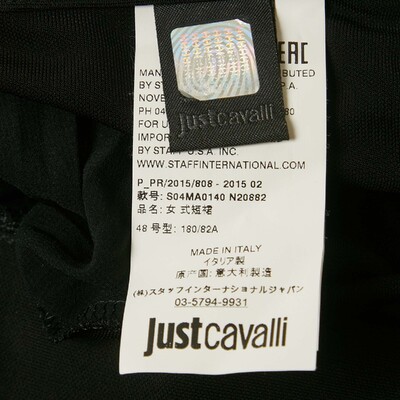 EAC
MAN BUTED
BY STAF P.A.
NOVE
PH 04 80
FOR U
IMPOR
BY STAFF U.S.A. INC.
justcavalli
WWW.STAFFINTERNATIONAL.COM
P_PR/2015/808 - 2015 02
款号: S04MA0140 N20882
品名: 女式短裙
48 号型: 180/82A
MADE IN ITALY
イタリア製
原产国: 意大利製造
(株)スタッフインターナショナルジャパン
03-5794-9931
justcavalli